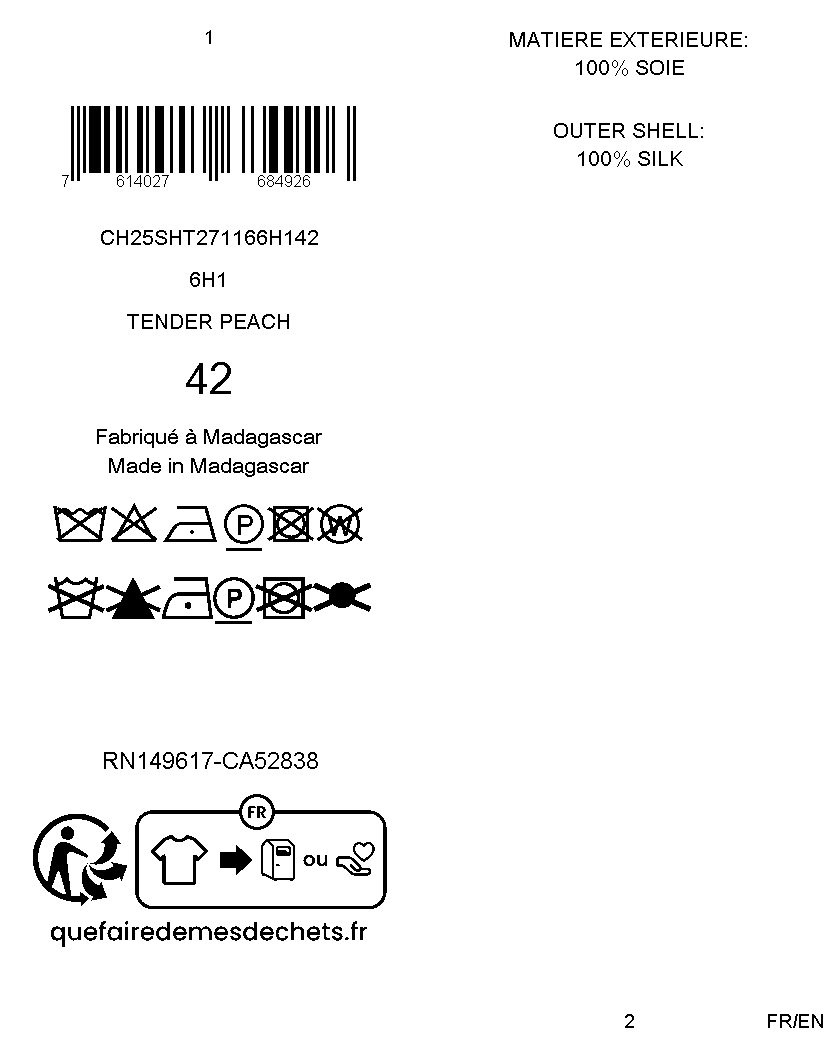 1
7 614027 684926
CH25SHT271166H142
6H1
TENDER PEACH
42
Fabriqué à Madagascar
Made in Madagascar
P W
P
RN149617-CA52838
FR
ou
quefairedemesdechets.fr
MATIERE EXTERIEURE:
100% SOIE
OUTER SHELL:
100% SILK
2
FR/EN